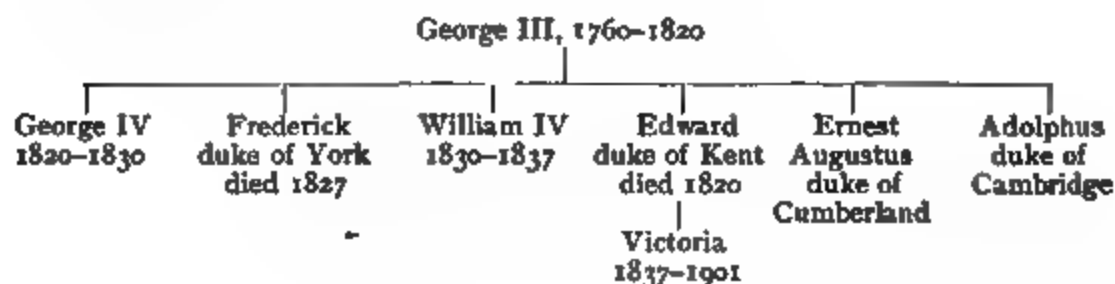 George III, 1760–1820
George IV
1820–1830
Frederick
duke of York
died 1827
William IV
1830–1837
Edward
duke of Kent
died 1820
Ernest
Augustus
duke of
Cumberland
Adolphus
duke of
Cambridge
Victoria
1837–1901